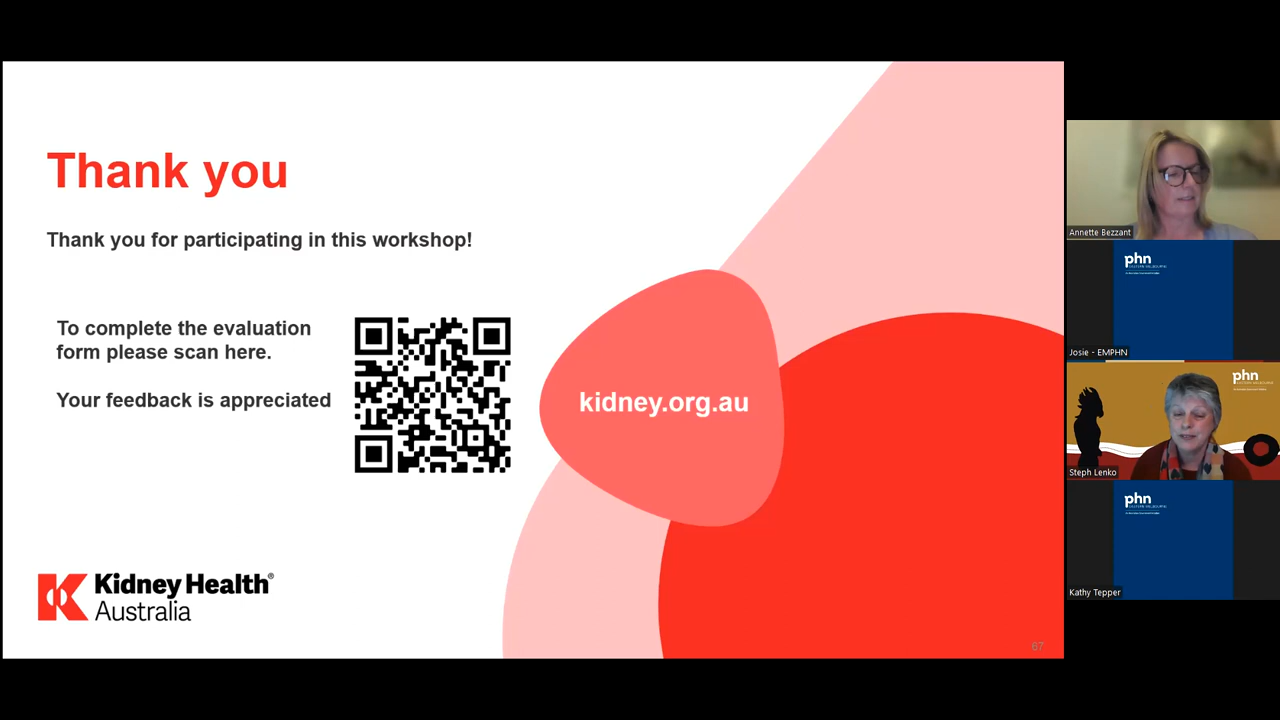 Thank you
Thank you for participating in this workshop!
To complete the evaluation
form please scan here.
Your feedback is appreciated
kidney.org.au
Kidney Health®
Australia
67
Annette Bezzant
phn
Josie - EMPHN
phn
Steph Lenko
phn
Kathy Tepper